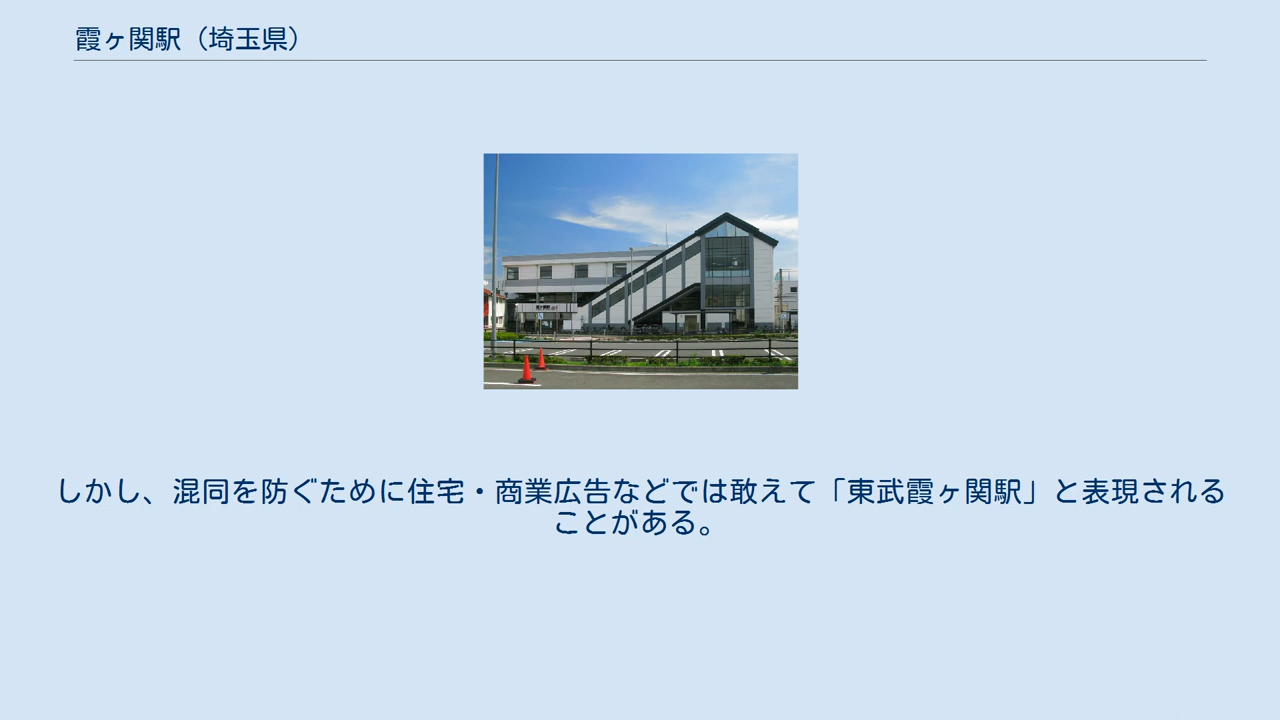 霞ヶ関駅（埼玉県）
しかし、混同を防ぐために住宅・商業広告などでは敢えて「東武霞ヶ関駅」と表現される
ことがある。